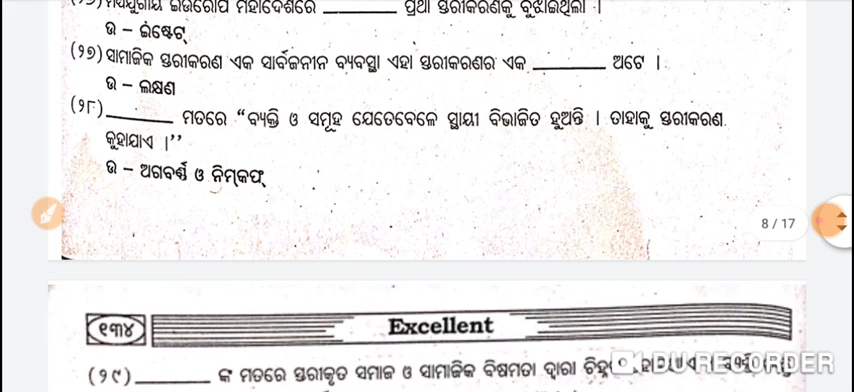 ମଧ୍ୟଯୁଗୀୟ ଇଉରୋପ ମହାଦେଶରେ ________ ପ୍ରଥା ସ୍ତରୀକରଣକୁ ବୁଝାଇଥିଲା ।
ଉ – ଇଷ୍ଟେଟ୍
(୨୭) ସାମାଜିକ ସ୍ତରୀକରଣ ଏକ ସାର୍ବଜନୀନ ବ୍ୟବସ୍ଥା ଏହା ସ୍ତରୀକରଣର ଏକ ________ ଅଟେ ।
ଉ – ଲକ୍ଷଣ
(୨୮) ________ ମତରେ “ବ୍ୟକ୍ତି ଓ ସମୂହ ଯେତେବେଳେ ସ୍ଥାୟୀ ବିଭାଜିତ ହୁଅନ୍ତି । ତାହାକୁ ସ୍ତରୀକରଣ
କୁହାଯାଏ ।”
ଉ – ଅଗବର୍ଣ୍ଣ ଓ ନିମ୍‌କଫ୍
8 / 17
୧୩୪ Excellent
(୨୯) ________ ଙ୍କ ମତରେ ସ୍ତରୀକୃତ ସମାଜ ଓ ସାମାଜିକ ବିଷମତା ଦ୍ୱାରା
DU RECORDER